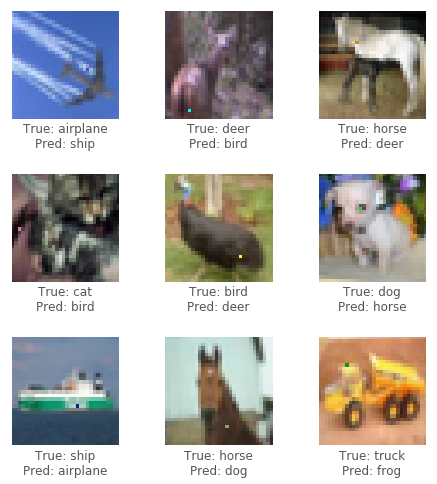 True: airplane
Pred: ship
True: deer
Pred: bird
True: horse
Pred: deer
True: cat
Pred: bird
True: bird
Pred: deer
True: dog
Pred: horse
True: ship
Pred: airplane
True: horse
Pred: dog
True: truck
Pred: frog